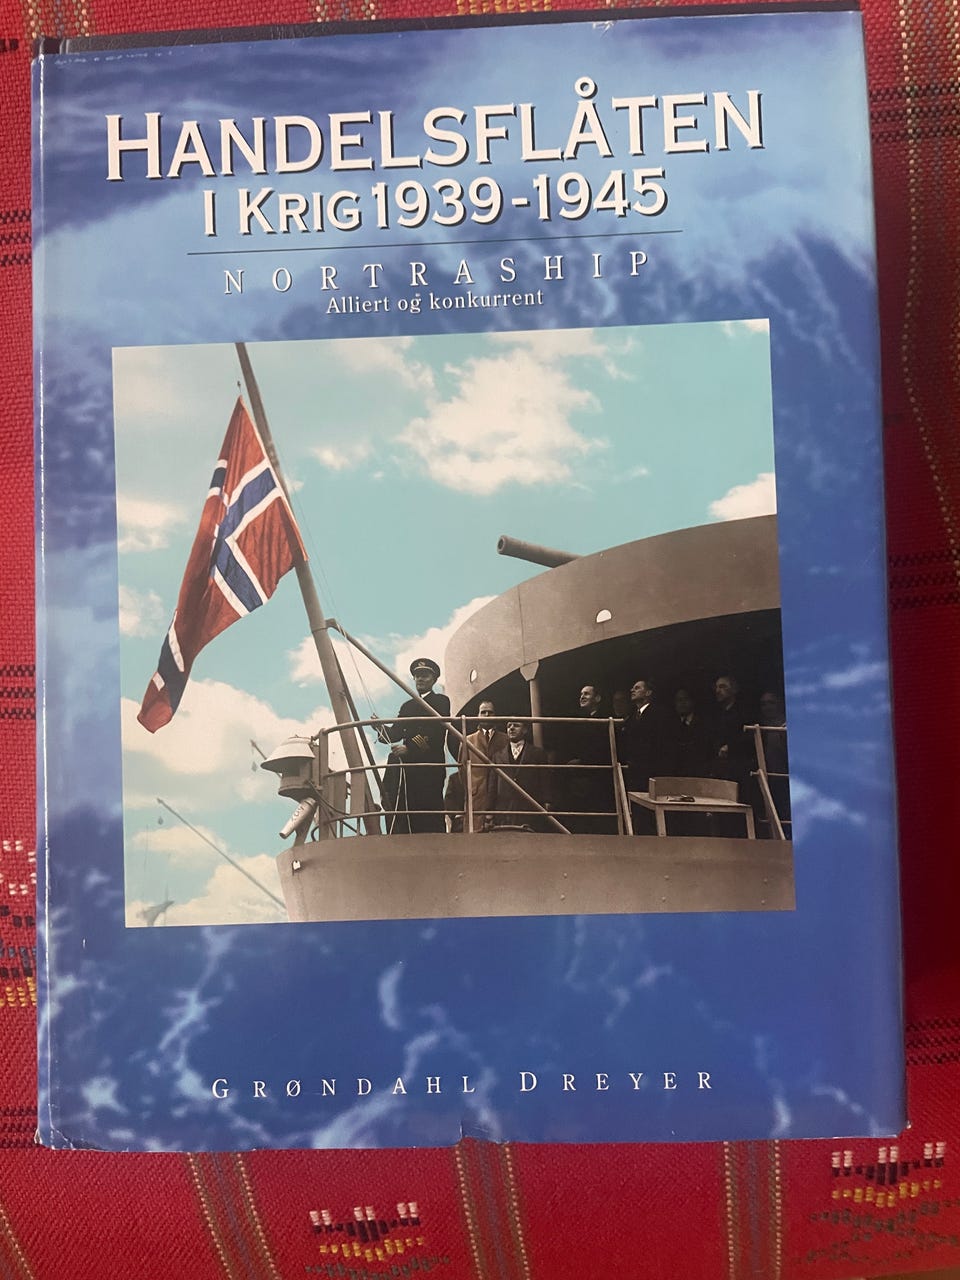 HANDELSFLÅTEN
I KRIG 1939-1945
NORTRASHIP
Alliert og konkurrent
GRØNDAHL DREYER